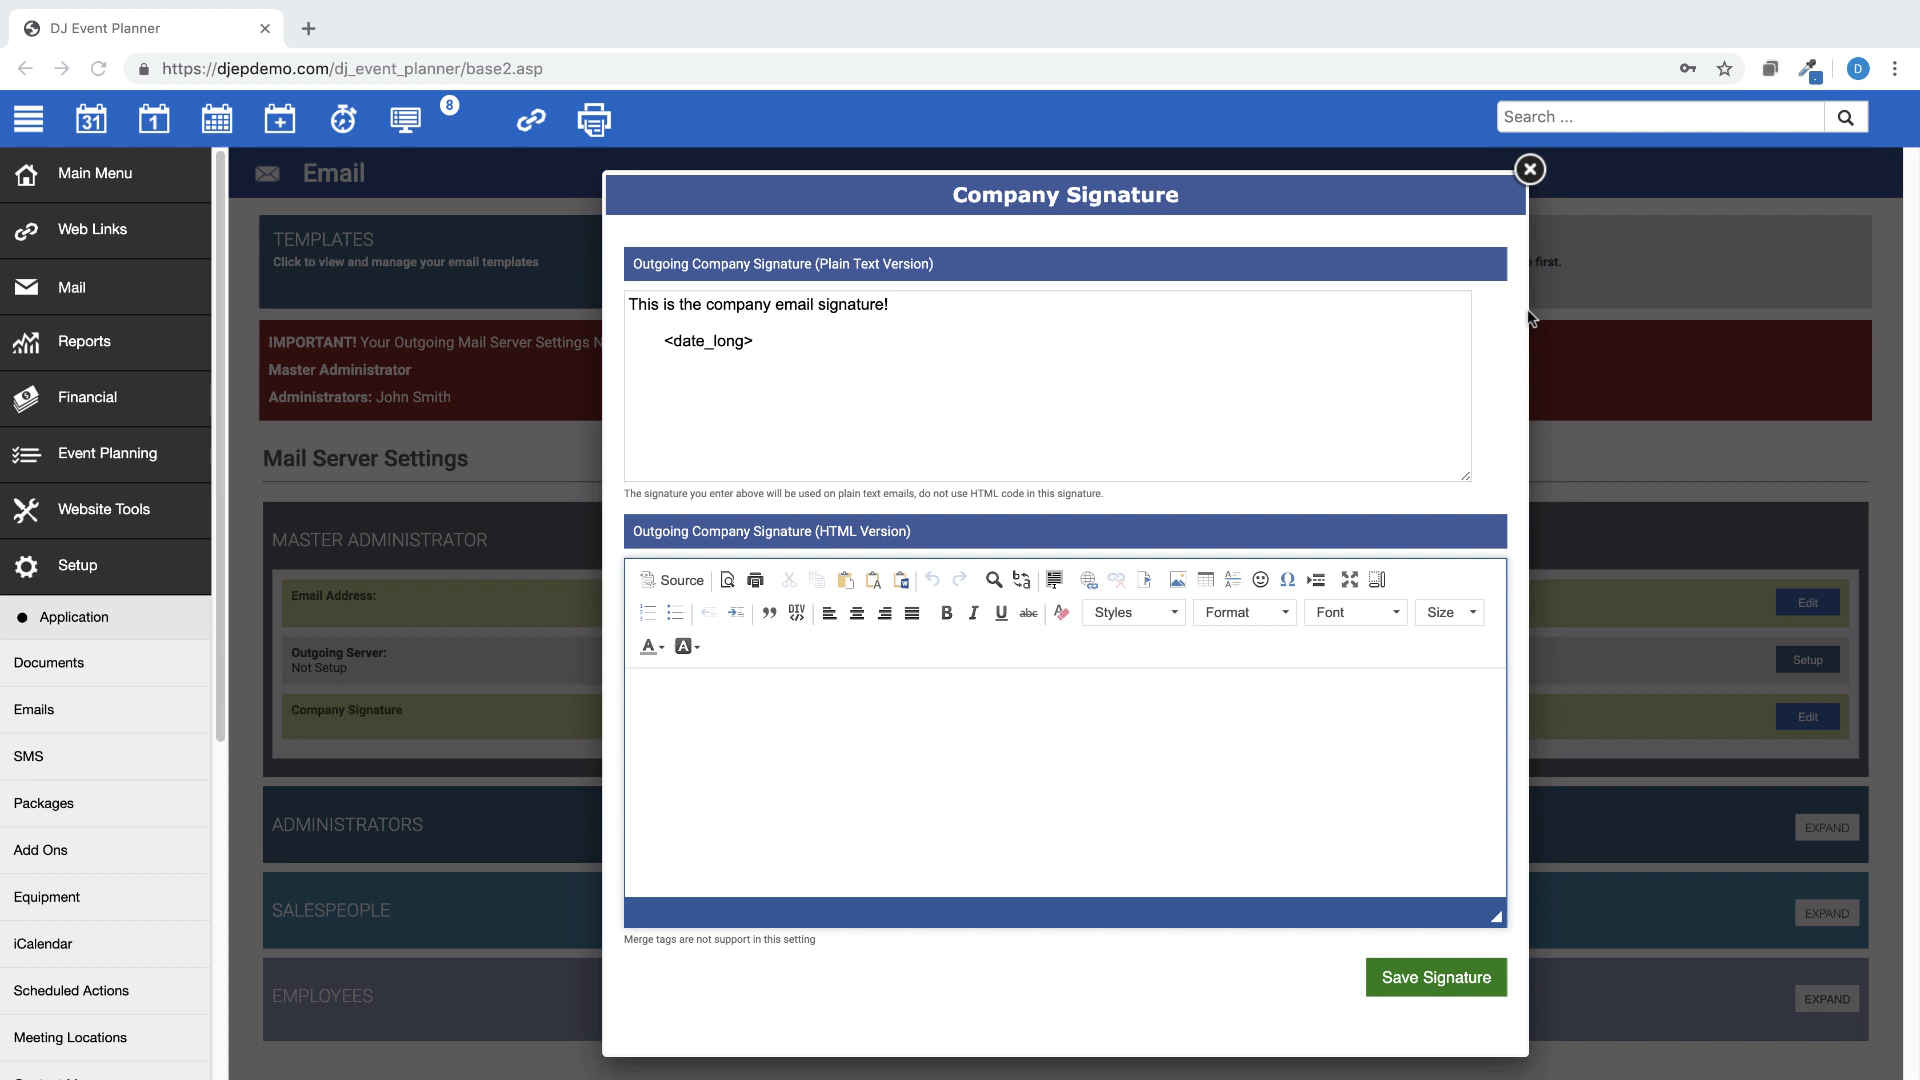 DJ Event Planner
https://djepdemo.com/dj_event_planner/base2.asp
D
31
1
8
Search ...
Main Menu
Web Links
Mail
Reports
Financial
Event Planning
Website Tools
Setup
Application
Documents
Emails
SMS
Packages
Add Ons
Equipment
iCalendar
Scheduled Actions
Meeting Locations
Email
TEMPLATES
Click to view and manage your email templates
first.
IMPORTANT! Your Outgoing Mail Server Settings
Master Administrator
Administrators: John Smith
Mail Server Settings
MASTER ADMINISTRATOR
Email Address:
Edit
Outgoing Server:
Not Setup
Setup
Company Signature
Edit
ADMINISTRATORS
EXPAND
SALESPEOPLE
EXPAND
EMPLOYEES
EXPAND
Company Signature
Outgoing Company Signature (Plain Text Version)
This is the company email signature!
<date_long>
The signature you enter above will be used on plain text emails, do not use HTML code in this signature.
Outgoing Company Signature (HTML Version)
Source
Styles
Format
Font
Size
Merge tags are not support in this setting
Save Signature